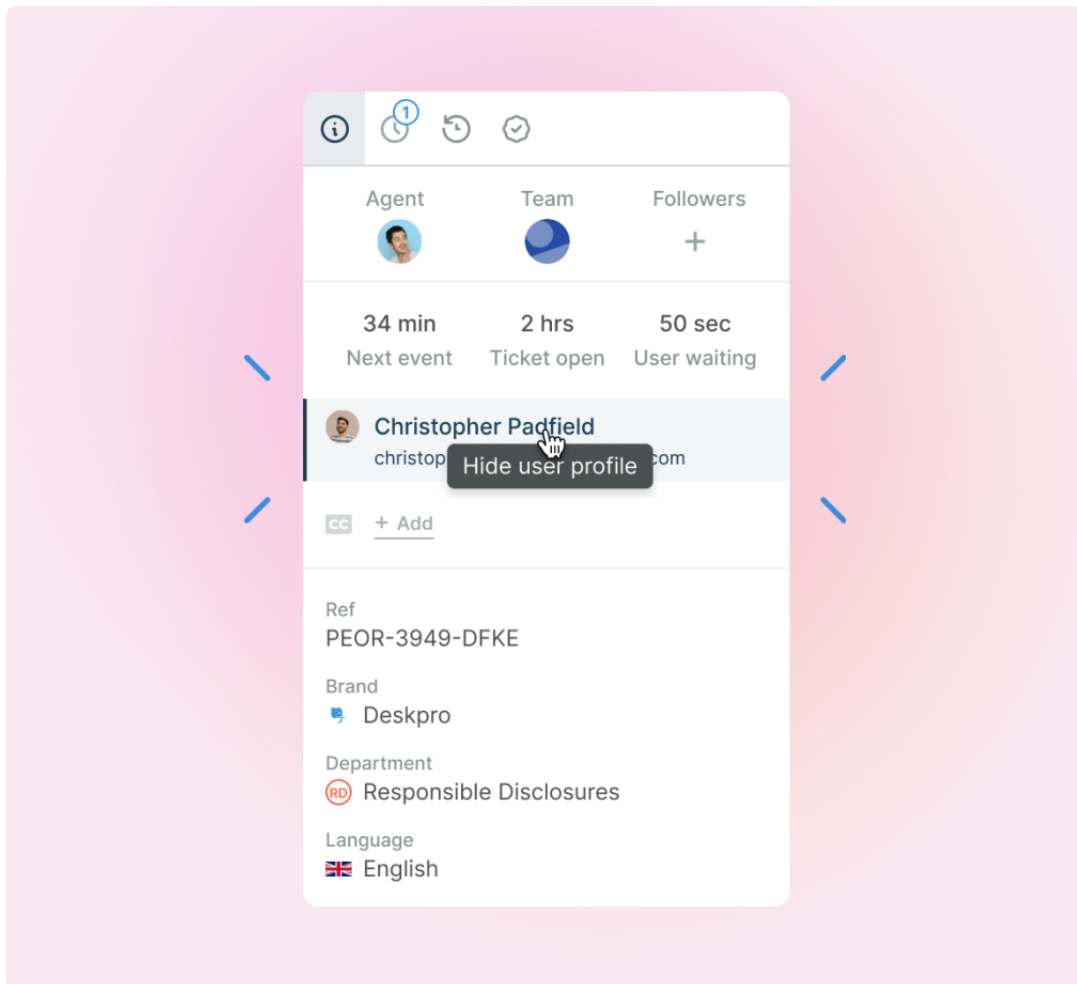 1
Agent Team Followers
34 min 2 hrs 50 sec
Next event Ticket open User waiting
Christopher Padfield
christop com
Hide user profile
CC + Add
Ref
PEOR-3949-DFKE
Brand
Deskpro
Department
RD Responsible Disclosures
Language
English